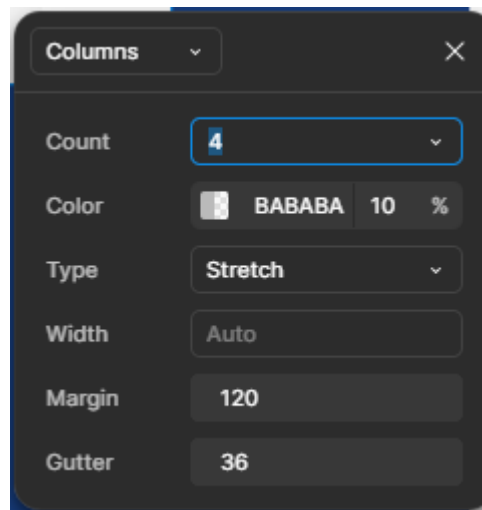 Columns
Count 4
Color BABABA 10 %
Type Stretch
Width Auto
Margin 120
Gutter 36